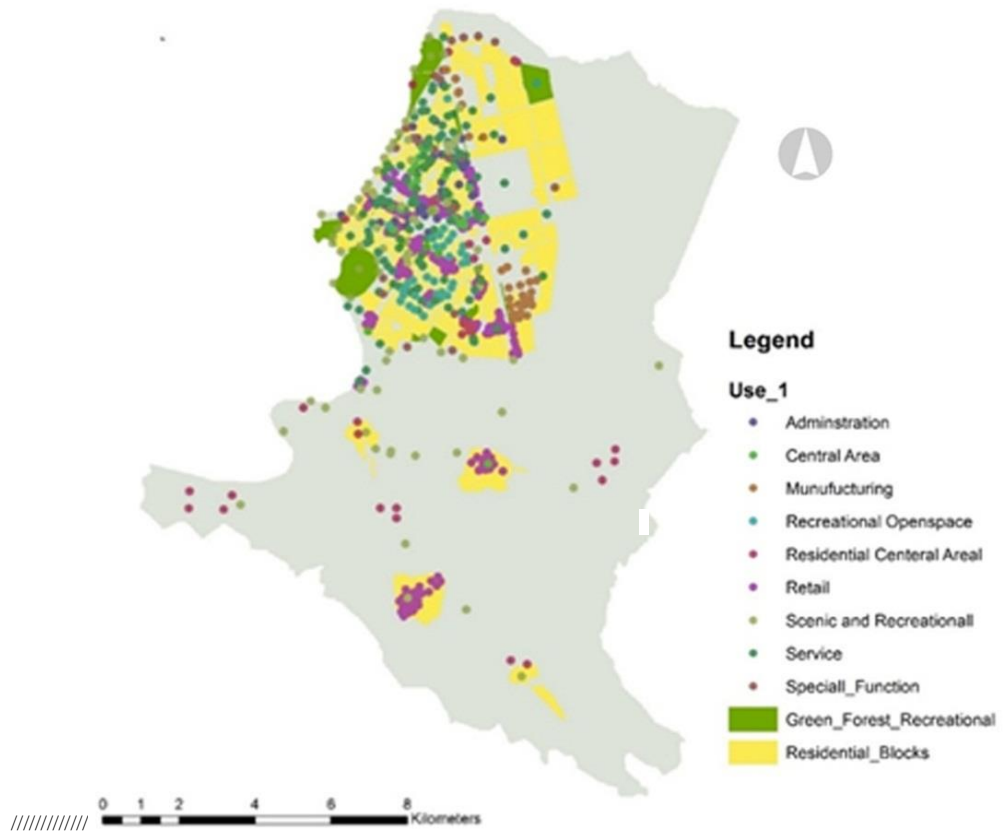 Legend
Use_1
Adminstration
Central Area
Munufucturing
Recreational Openspace
Residential Centeral Areal
Retail
Scenic and Recreationall
Service
Speciall_Function
Green_Forest_Recreational
Residential_Blocks
0 1 2 4 6 8
Kilometers